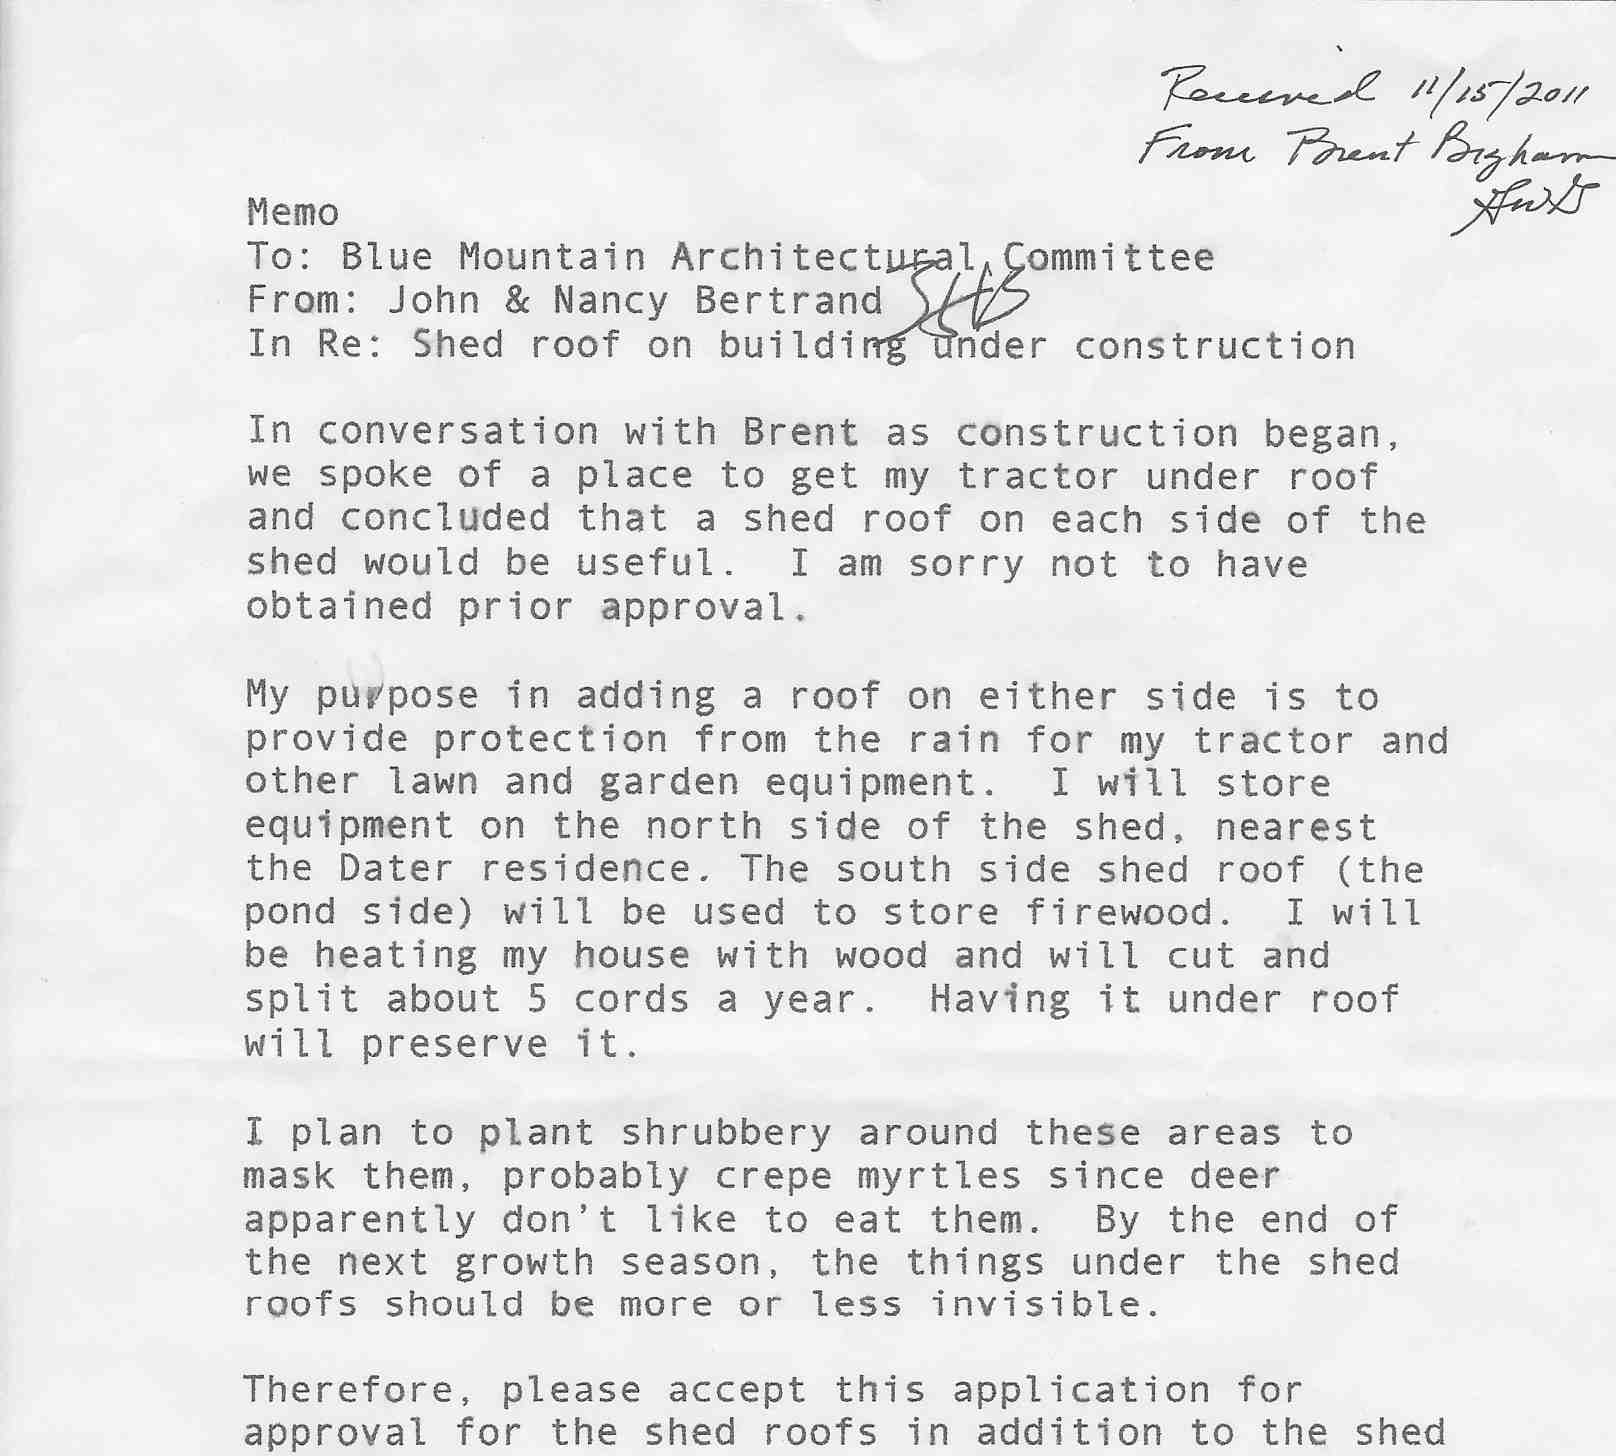 Received 11/15/2011
From Brent Bigham
Memo
To: Blue Mountain Architectural Committee
From: John & Nancy Bertrand
In Re: Shed roof on building under construction
In conversation with Brent as construction began,
we spoke of a place to get my tractor under roof
and concluded that a shed roof on each side of the
shed would be useful.  I am sorry not to have
obtained prior approval.
My purpose in adding a roof on either side is to
provide protection from the rain for my tractor and
other lawn and garden equipment.  I will store
equipment on the north side of the shed, nearest
the Dater residence. The south side shed roof (the
pond side) will be used to store firewood.  I will
be heating my house with wood and will cut and
split about 5 cords a year.  Having it under roof
will preserve it.
I plan to plant shrubbery around these areas to
mask them, probably crepe myrtles since deer
apparently don't like to eat them.  By the end of
the next growth season, the things under the shed
roofs should be more or less invisible.
Therefore, please accept this application for
approval for the shed roofs in addition to the shed